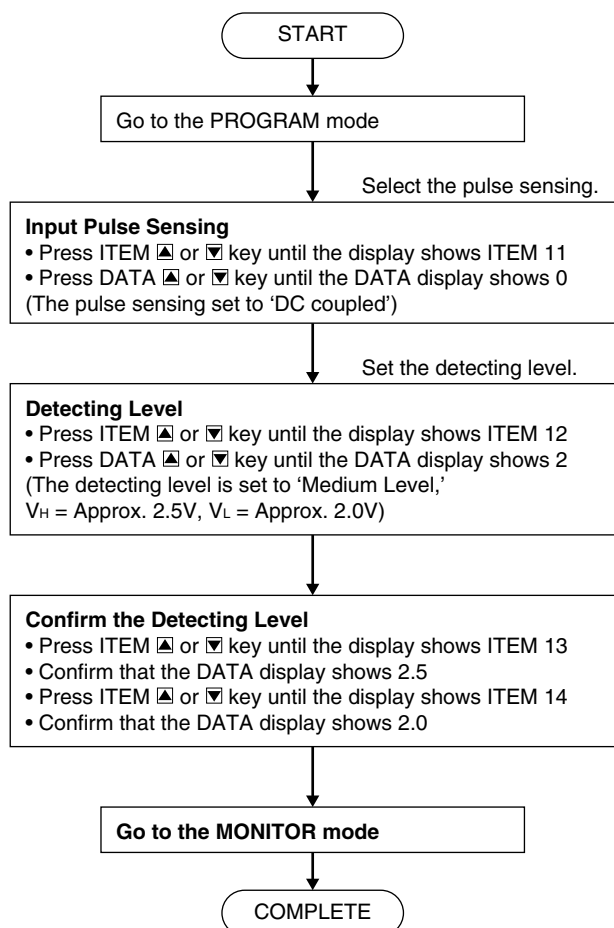 START
Go to the PROGRAM mode
Select the pulse sensing.
Input Pulse Sensing
• Press ITEM ▲ or ▼ key until the display shows ITEM 11
• Press DATA ▲ or ▼ key until the DATA display shows 0
(The pulse sensing set to ‘DC coupled’)
Set the detecting level.
Detecting Level
• Press ITEM ▲ or ▼ key until the display shows ITEM 12
• Press DATA ▲ or ▼ key until the DATA display shows 2
(The detecting level is set to ‘Medium Level,’
VH = Approx. 2.5V, VL = Approx. 2.0V)
Confirm the Detecting Level
• Press ITEM ▲ or ▼ key until the display shows ITEM 13
• Confirm that the DATA display shows 2.5
• Press ITEM ▲ or ▼ key until the display shows ITEM 14
• Confirm that the DATA display shows 2.0
Go to the MONITOR mode
COMPLETE